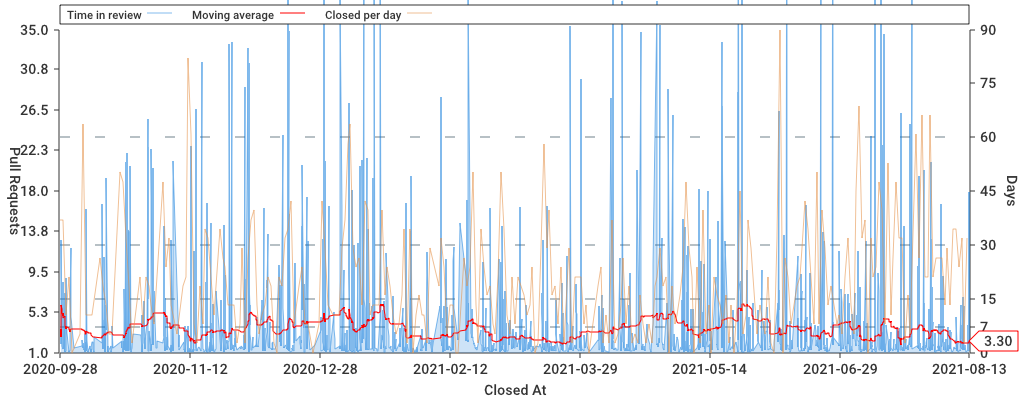 Time in review Moving average Closed per day
35.0 90
30.8 75
26.5 60
22.3
18.0 45
13.8 30
9.5
5.3 15
7
3.30
1.0 0
Pull Requests
Days
2020-09-28 2020-11-12 2020-12-28 2021-02-12 2021-03-29 2021-05-14 2021-06-29 2021-08-13
Closed At